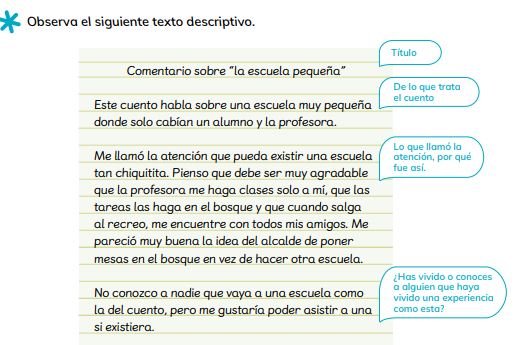 Observa el siguiente texto descriptivo.
Título
Comentario sobre “la escuela pequeña”
De lo que trata
el cuento
Este cuento habla sobre una escuela muy pequeña
donde solo cabían un alumno y la profesora.
Lo que llamó la
atención, por qué
fue así.
Me llamó la atención que pueda existir una escuela
tan chiquitita. Pienso que debe ser muy agradable
que la profesora me haga clases solo a mí, que las
tareas las haga en el bosque y que cuando salga
al recreo, me encuentre con todos mis amigos. Me
pareció muy buena la idea del alcalde de poner
mesas en el bosque en vez de hacer otra escuela.
¿Has vivido o conoces
a alguien que haya
vivido una experiencia
como esta?
No conozco a nadie que vaya a una escuela como
la del cuento, pero me gustaría poder asistir a una
si existiera.